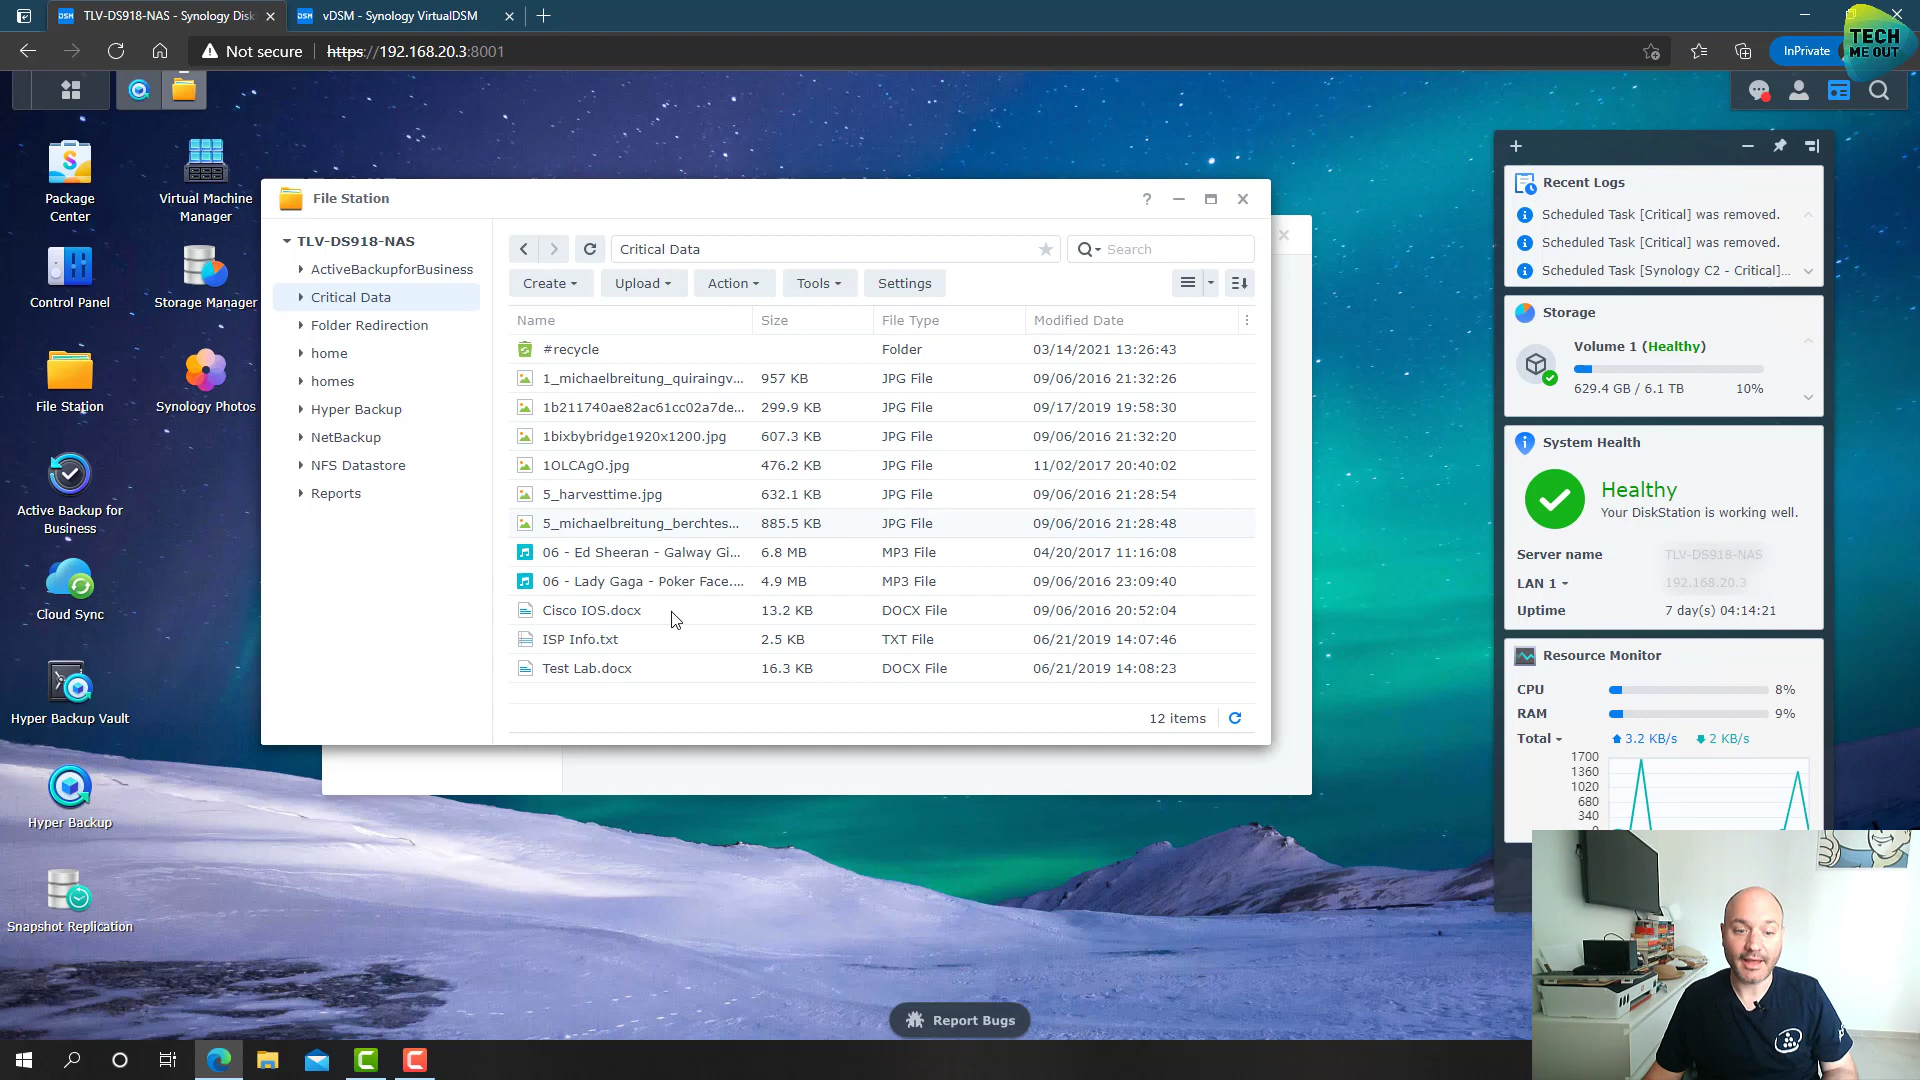 TLV-DS918-NAS - Synology Disk
vDSM - Synology VirtualDSM
Not secure
https://192.168.20.3:8001
InPrivate
TECH
ME OUT
Package
Center
Virtual Machine
Manager
Control Panel
Storage Manager
File Station
Synology Photos
Active Backup for
Business
Cloud Sync
Hyper Backup Vault
Hyper Backup
Snapshot Replication
File Station
?
TLV-DS918-NAS
ActiveBackupforBusiness
Critical Data
Folder Redirection
home
homes
Hyper Backup
NetBackup
NFS Datastore
Reports
Critical Data
Search
Create
Upload
Action
Tools
Settings
Name Size File Type Modified Date
#recycle Folder 03/14/2021 13:26:43
1_michaelbreitung_quiraingv... 957 KB JPG File 09/06/2016 21:32:26
1b211740ae82ac61cc02a7de... 299.9 KB JPG File 09/17/2019 19:58:30
1bixbybridge1920x1200.jpg 607.3 KB JPG File 09/06/2016 21:32:20
1OLCAgO.jpg 476.2 KB JPG File 11/02/2017 20:40:02
5_harvesttime.jpg 632.1 KB JPG File 09/06/2016 21:28:54
5_michaelbreitung_berchtes... 885.5 KB JPG File 09/06/2016 21:28:48
06 - Ed Sheeran - Galway Gi... 6.8 MB MP3 File 04/20/2017 11:16:08
06 - Lady Gaga - Poker Face.... 4.9 MB MP3 File 09/06/2016 23:09:40
Cisco IOS.docx 13.2 KB DOCX File 09/06/2016 20:52:04
ISP Info.txt 2.5 KB TXT File 06/21/2019 14:07:46
Test Lab.docx 16.3 KB DOCX File 06/21/2019 14:08:23
12 items
Recent Logs
Scheduled Task [Critical] was removed.
Scheduled Task [Critical] was removed.
Scheduled Task [Synology C2 - Critical]...
Storage
Volume 1 (Healthy)
629.4 GB / 6.1 TB 10%
System Health
Healthy
Your DiskStation is working well.
Server name TLV-DS918-NAS
LAN 1 192.168.20.3
Uptime 7 day(s) 04:14:21
Resource Monitor
CPU 8%
RAM 9%
Total 3.2 KB/s 2 KB/s
1700
1360
1020
680
340
Report Bugs